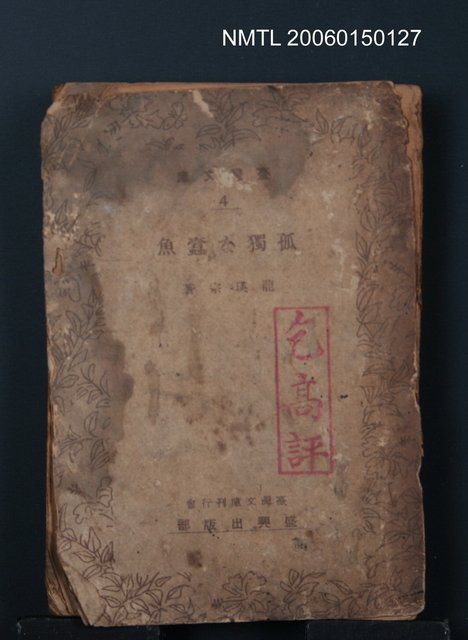 NMTL 20060150127
臺灣文庫
4
孤獨な蠹魚
龍瑛宗著
乞高評
臺灣文庫刊行會
盛興出版部